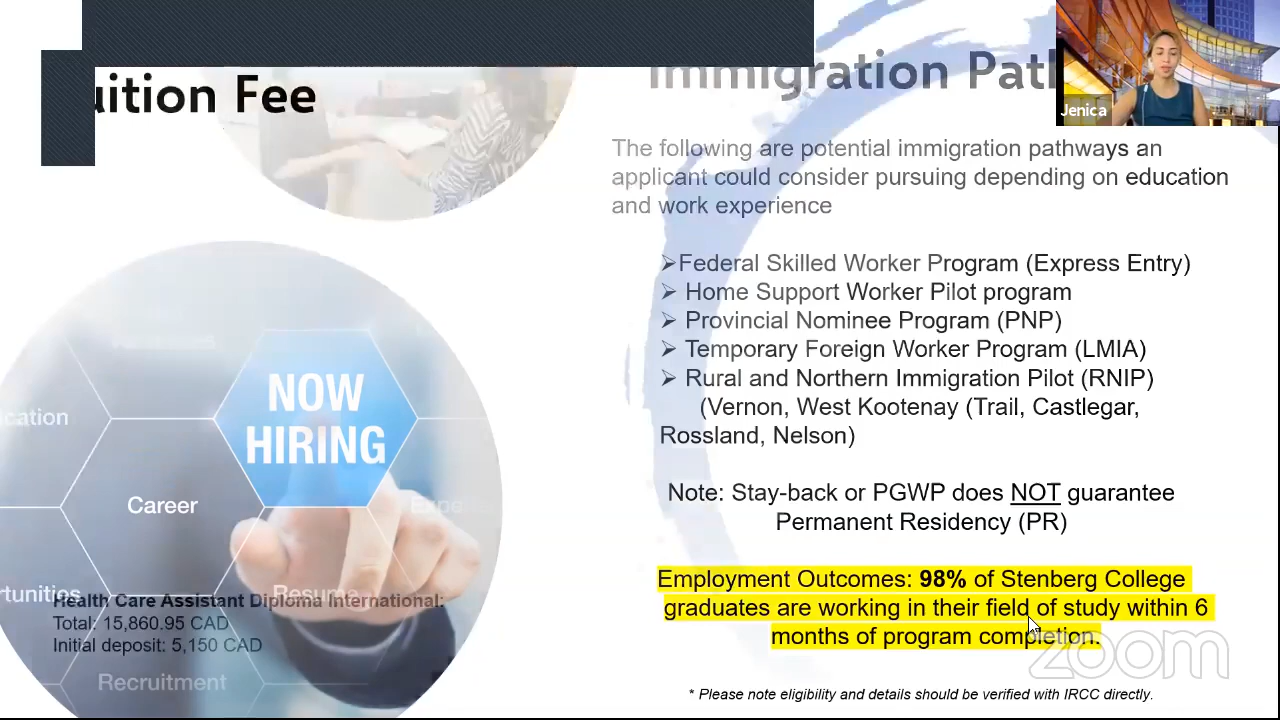 uition Fee
Immigration Path
Jenica
The following are potential immigration pathways an
applicant could consider pursuing depending on education
and work experience
➢Federal Skilled Worker Program (Express Entry)
➢ Home Support Worker Pilot program
➢ Provincial Nominee Program (PNP)
➢ Temporary Foreign Worker Program (LMIA)
➢ Rural and Northern Immigration Pilot (RNIP)
(Vernon, West Kootenay (Trail, Castlegar,
Rossland, Nelson)
Note: Stay-back or PGWP does NOT guarantee
Permanent Residency (PR)
Employment Outcomes: 98% of Stenberg College
graduates are working in their field of study within 6
months of program completion.
* Please note eligibility and details should be verified with IRCC directly.
NOW
HIRING
cation
Career
rtunities
Resume
Recruitment
Health Care Assistant Diploma International:
Total: 15,860.95 CAD
Initial deposit: 5,150 CAD
zoom